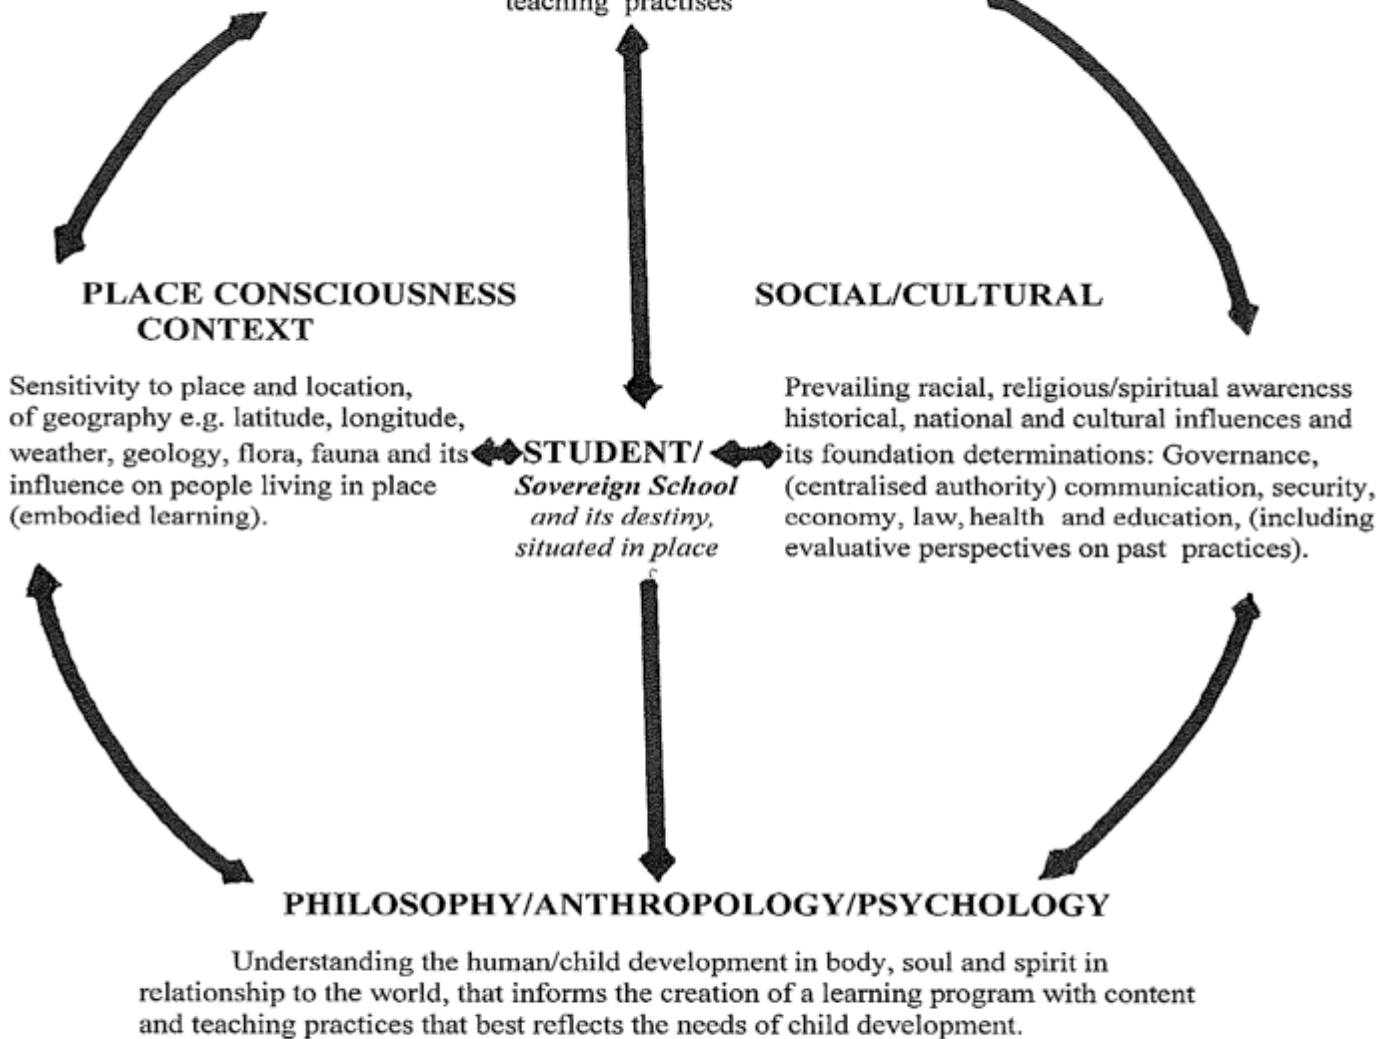 teaching practises
PLACE CONSCIOUSNESS
CONTEXT
Sensitivity to place and location,
of geography e.g. latitude, longitude,
weather, geology, flora, fauna and its
influence on people living in place
(embodied learning).
STUDENT/
Sovereign School
and its destiny,
situated in place
SOCIAL/CULTURAL
Prevailing racial, religious/spiritual awareness
historical, national and cultural influences and
its foundation determinations: Governance,
(centralised authority) communication, security,
economy, law, health and education, (including
evaluative perspectives on past practices).
PHILOSOPHY/ANTHROPOLOGY/PSYCHOLOGY
Understanding the human/child development in body, soul and spirit in
relationship to the world, that informs the creation of a learning program with content
and teaching practices that best reflects the needs of child development.